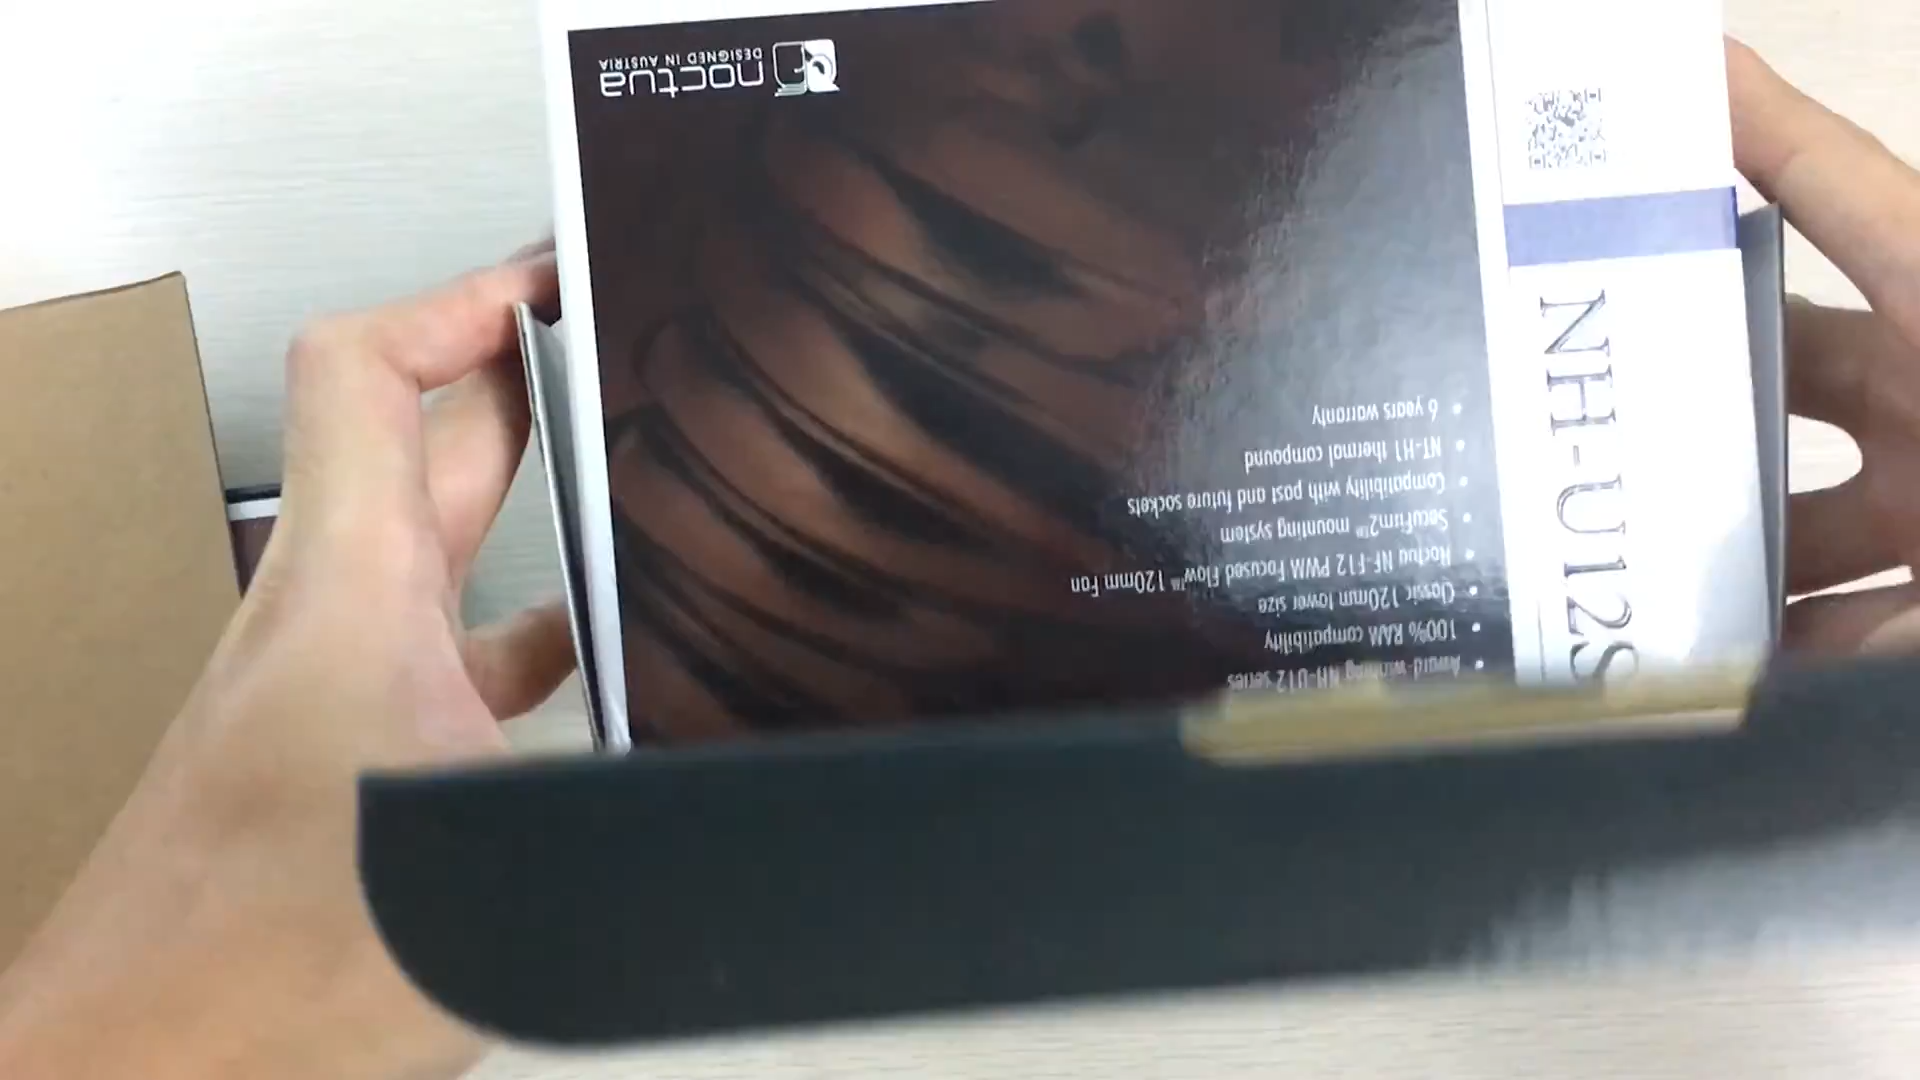 NH-U12S
Award-winning NH-U12 series
100% RAM compatibility
Classic 120mm tower size
Noctua NF-F12 PWM Focused Flow™ 120mm Fan
SecuFirm2™ mounting system
Compatibility with past and future sockets
NT-H1 thermal compound
6 years warranty
noctua
DESIGNED IN AUSTRIA